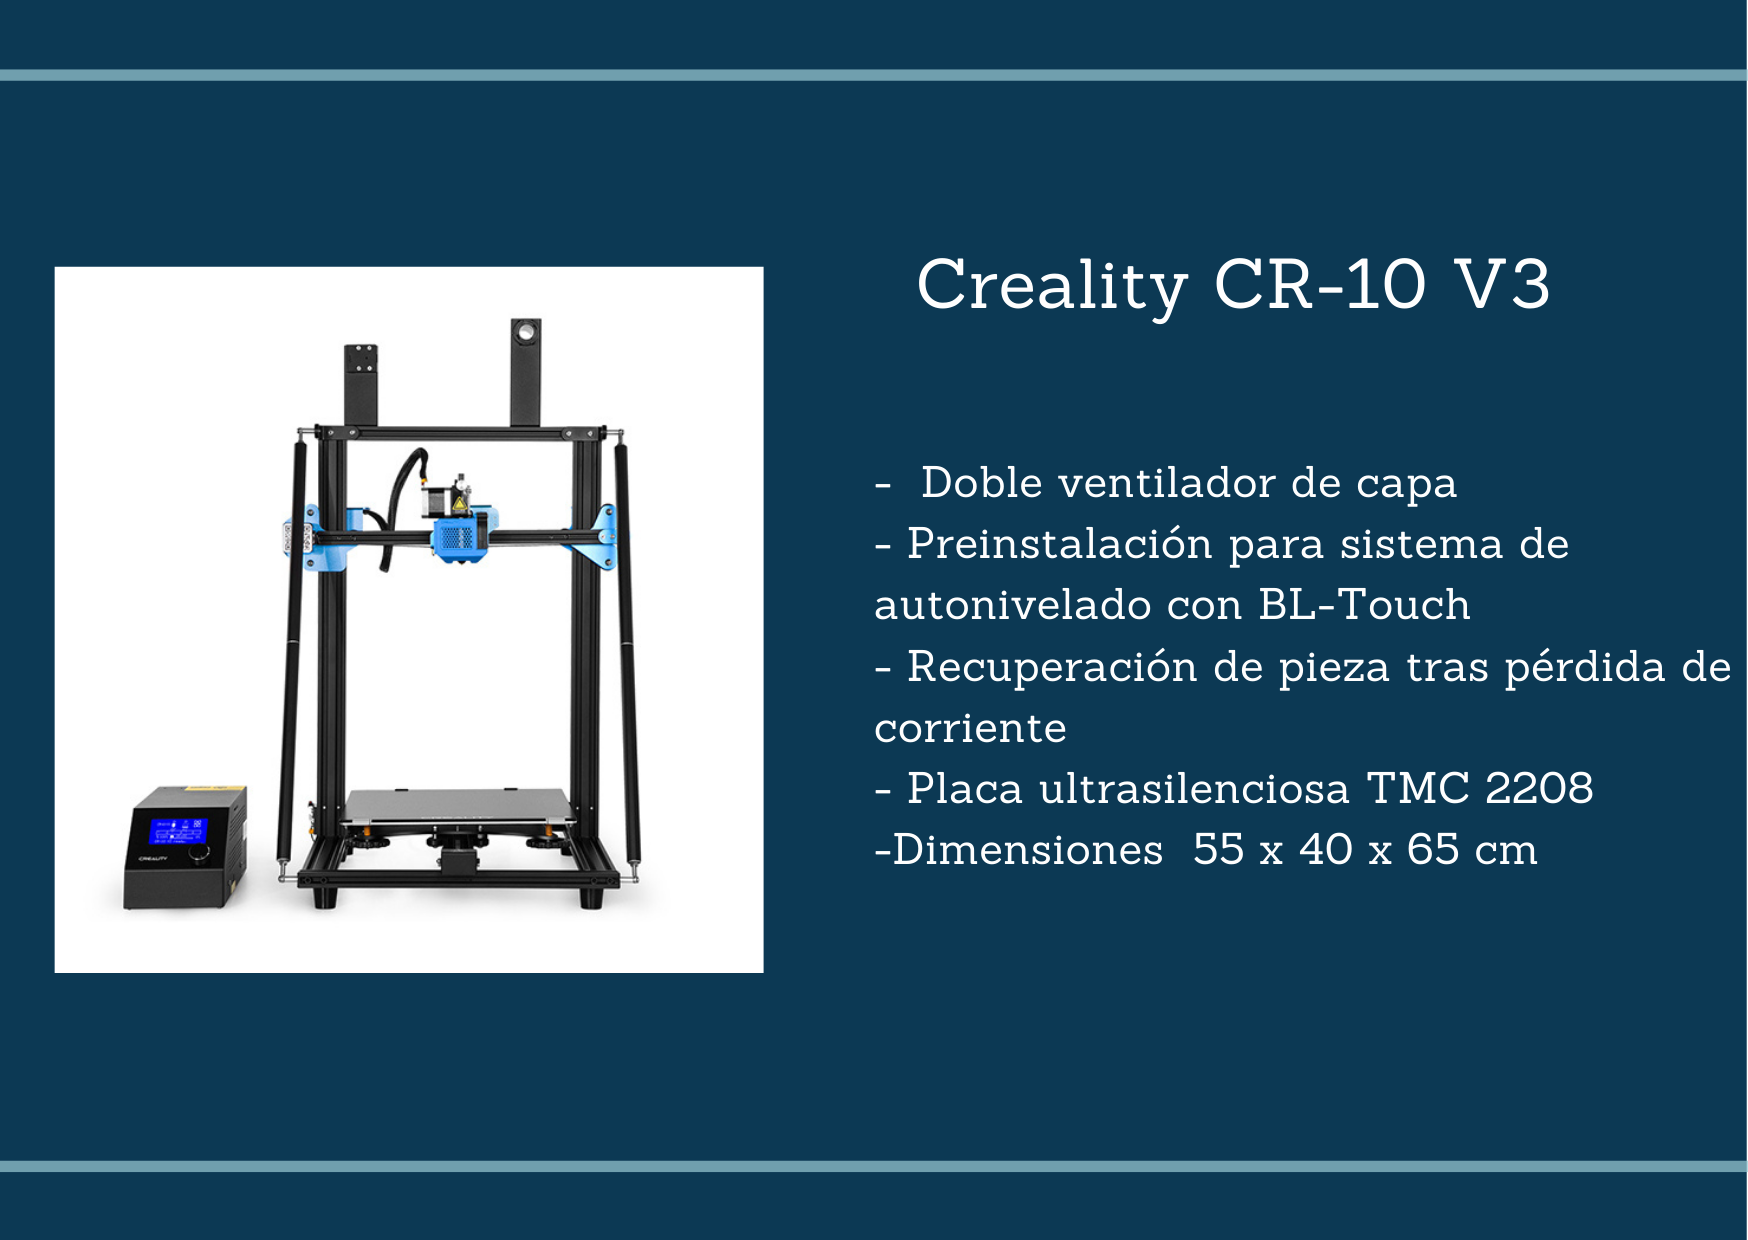 Creality CR-10 V3
-  Doble ventilador de capa
- Preinstalación para sistema de
autonivelado con BL-Touch
- Recuperación de pieza tras pérdida de
corriente
- Placa ultrasilenciosa TMC 2208
-Dimensiones  55 x 40 x 65 cm
CREALITY